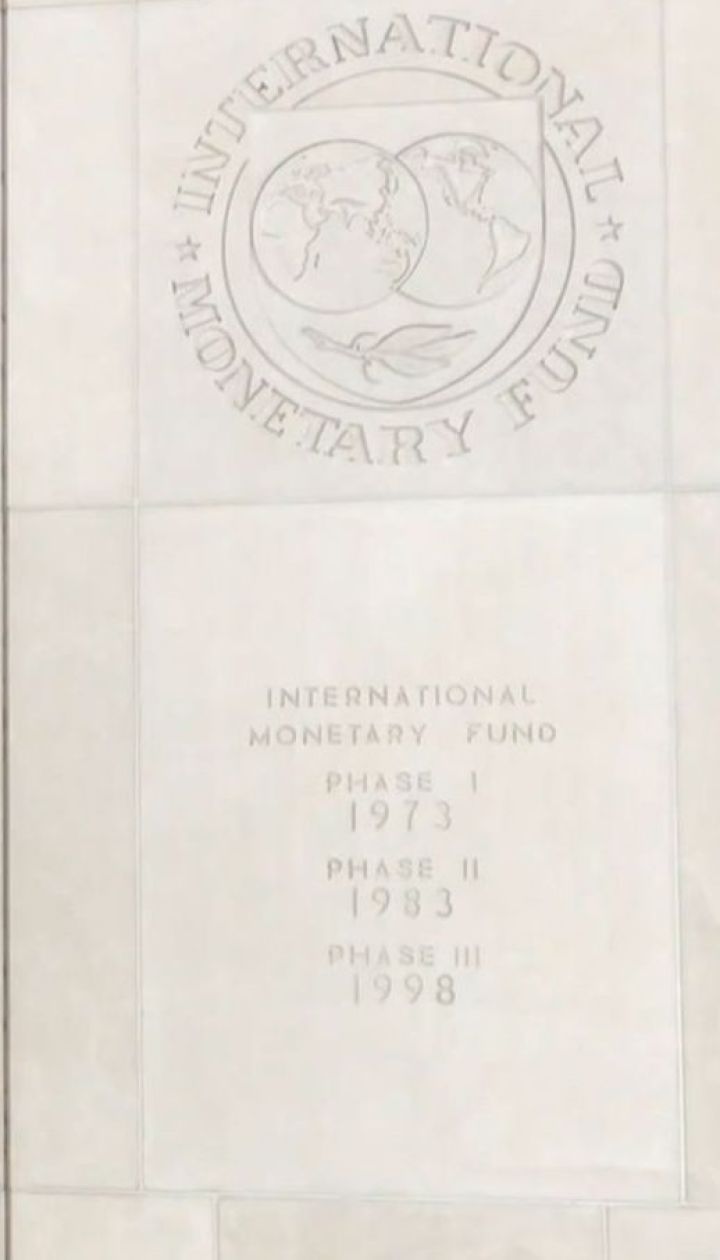 INTERNATIONAL
★ MONETARY FUND ★
INTERNATIONAL
MONETARY FUND
PHASE I
1973
PHASE II
1983
PHASE III
1998